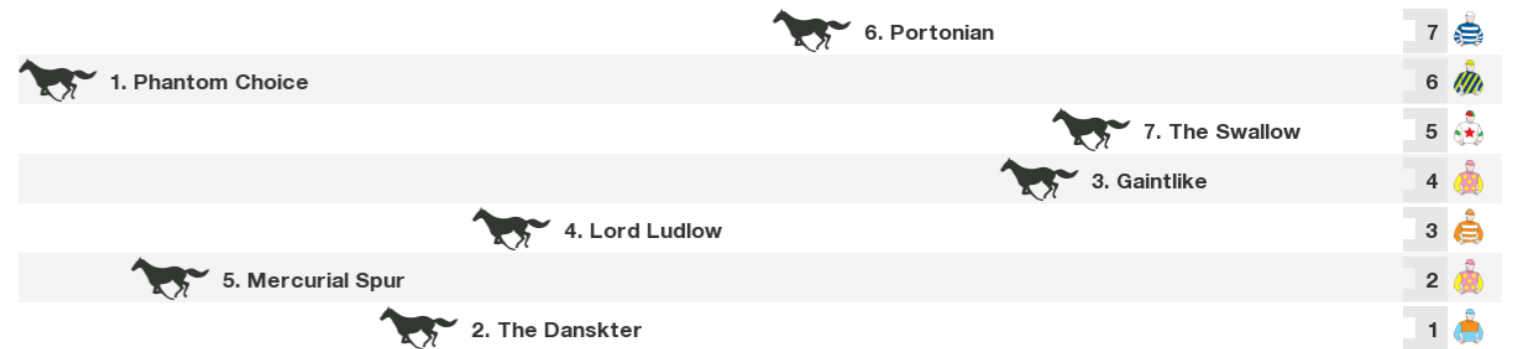 6. Portonian 7
1. Phantom Choice 6
7. The Swallow 5
3. Gaintlike 4
4. Lord Ludlow 3
5. Mercurial Spur 2
2. The Danskter 1